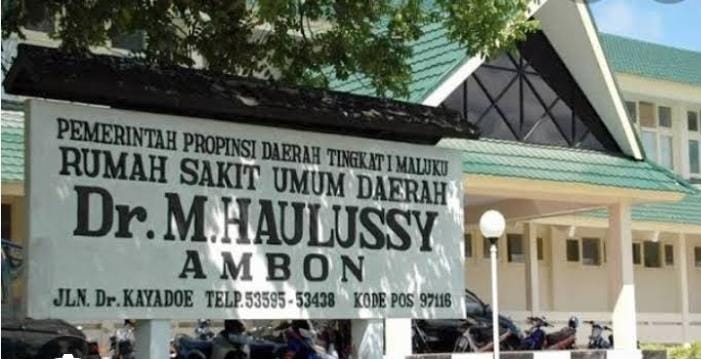 PEMERINTAH PROPINSI DAERAH TINGKAT I MALUKU
RUMAH SAKIT UMUM DAERAH
Dr. M. HAULUSSY
AMBON
JLN. Dr. KAYADOE TELP. 53595 - 53438 KODE POS 97116